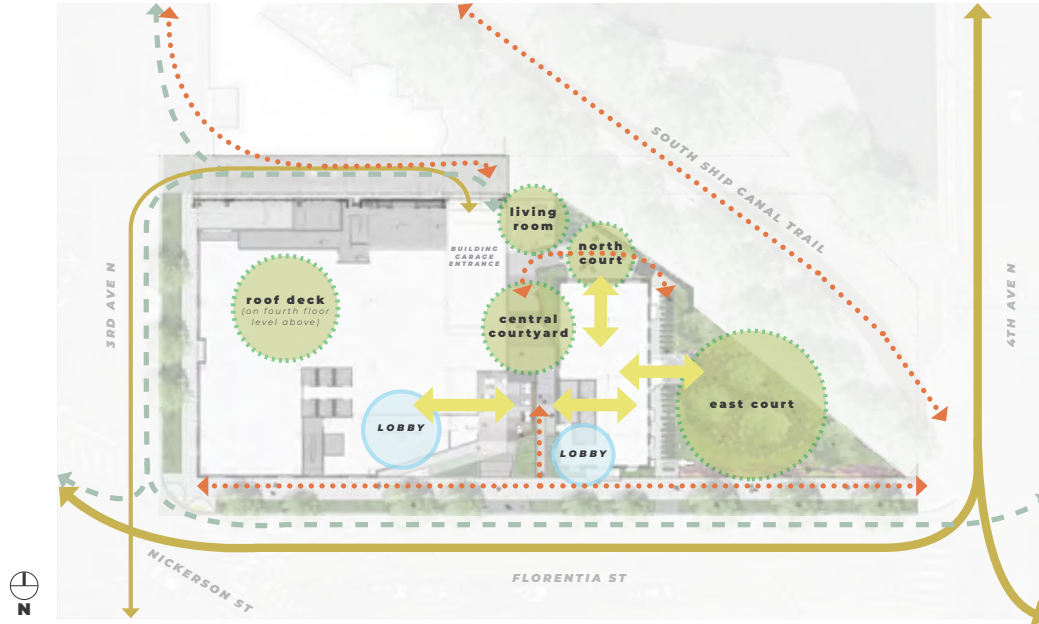 SOUTH SHIP CANAL TRAIL
living
room
north
court
BUILDING
GARAGE
ENTRANCE
roof deck
(on fourth floor
level above)
central
courtyard
3RD AVE N
4TH AVE N
east court
LOBBY
LOBBY
NICKERSON ST
FLORENTIA ST
N